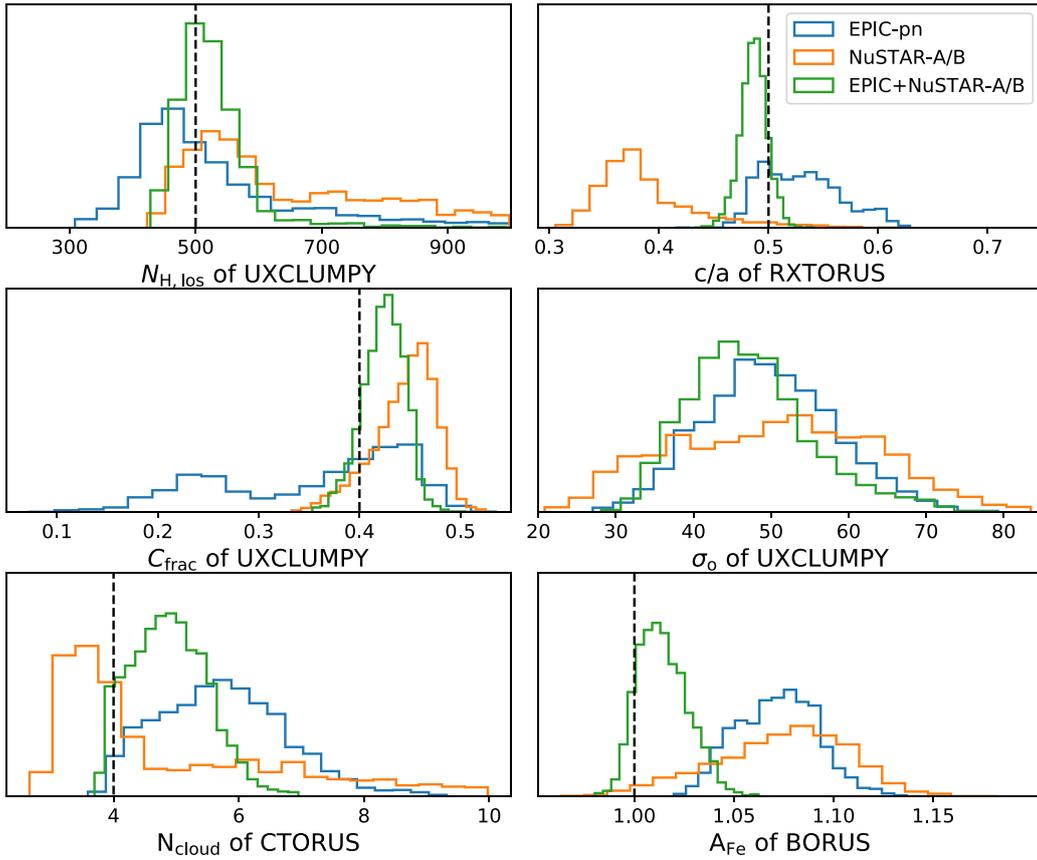 EPIC-pn
NuSTAR-A/B
EPIC+NuSTAR-A/B
300 500 700 900
0.3 0.4 0.5 0.6 0.7
N_H, los of UXCLUMPY
c/a of RXTORUS
0.1 0.2 0.3 0.4 0.5
20 30 40 50 60 70 80
C_frac of UXCLUMPY
σ_o of UXCLUMPY
4 6 8 10
1.00 1.05 1.10 1.15
N_cloud of CTORUS
A_Fe of BORUS